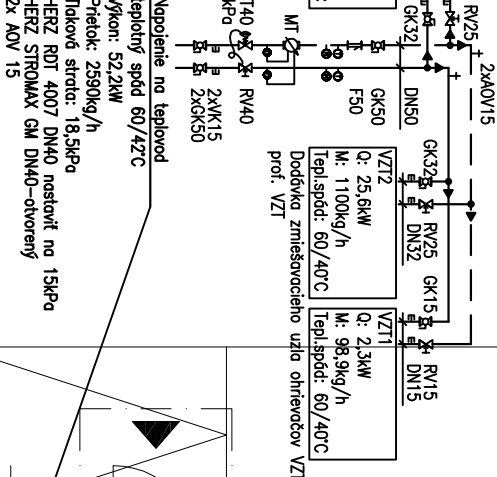 RV25
2xAOV15
GK32
GK32
RV25
DN32
GK15
RV15
DN15
DN50
GK50
F50
MT
RV40
2xVK15
2xGK50
VZT2
Q: 25,6kW
M: 1100kg/h
Tepl.spád: 60/40°C
VZT1
Q: 2,3kW
M: 98,9kg/h
Tepl.spád: 60/40°C
Dodávka zmiešavacieho uzla ohrievačov VZT
prof. VZT
Napojenie na teplovod
teplotný spád 60/42°C
Výkon: 52,2kW
Prietok: 2590kg/h
Tlaková strata: 18,5kPa
HERZ RDT 4007 DN40 nastaviť na 15kPa
HERZ STROMAX GM DN40-otvorený
2x AOV 15